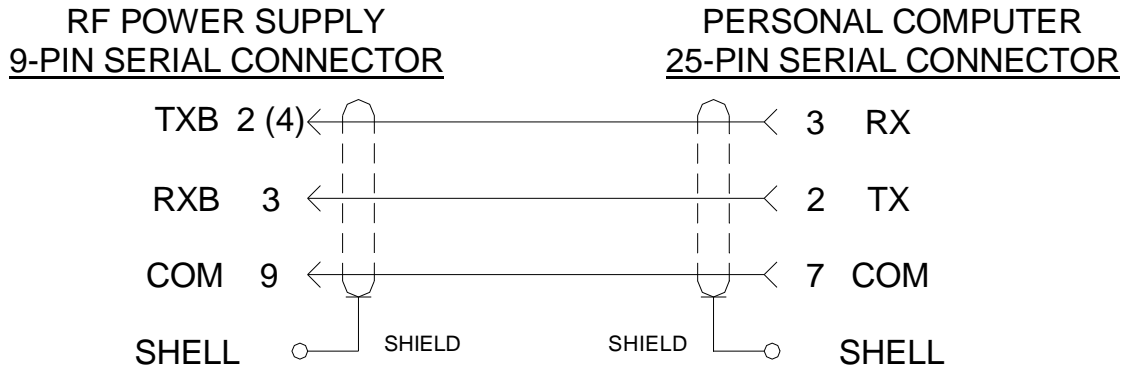 RF POWER SUPPLY PERSONAL COMPUTER
9-PIN SERIAL CONNECTOR 25-PIN SERIAL CONNECTOR
TXB 2 (4) 3 RX
RXB 3 2 TX
COM 9 7 COM
SHELL SHIELD SHIELD SHELL